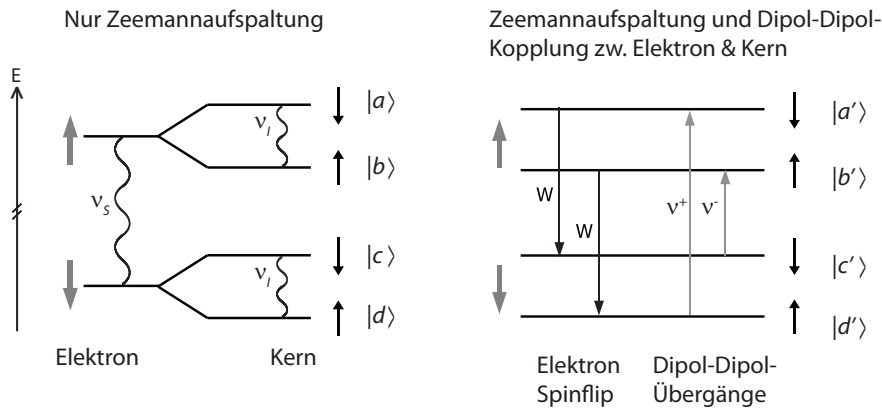 Nur Zeemannaufspaltung
Zeemannaufspaltung und Dipol-Dipol-
Kopplung zw. Elektron & Kern
E
|a⟩
ν_I
|b⟩
ν_S
|c⟩
ν_I
|d⟩
Elektron
Kern
|a′⟩
|b′⟩
W
W
ν⁺
ν⁻
|c′⟩
|d′⟩
Elektron
Spinflip
Dipol-Dipol-
Übergänge